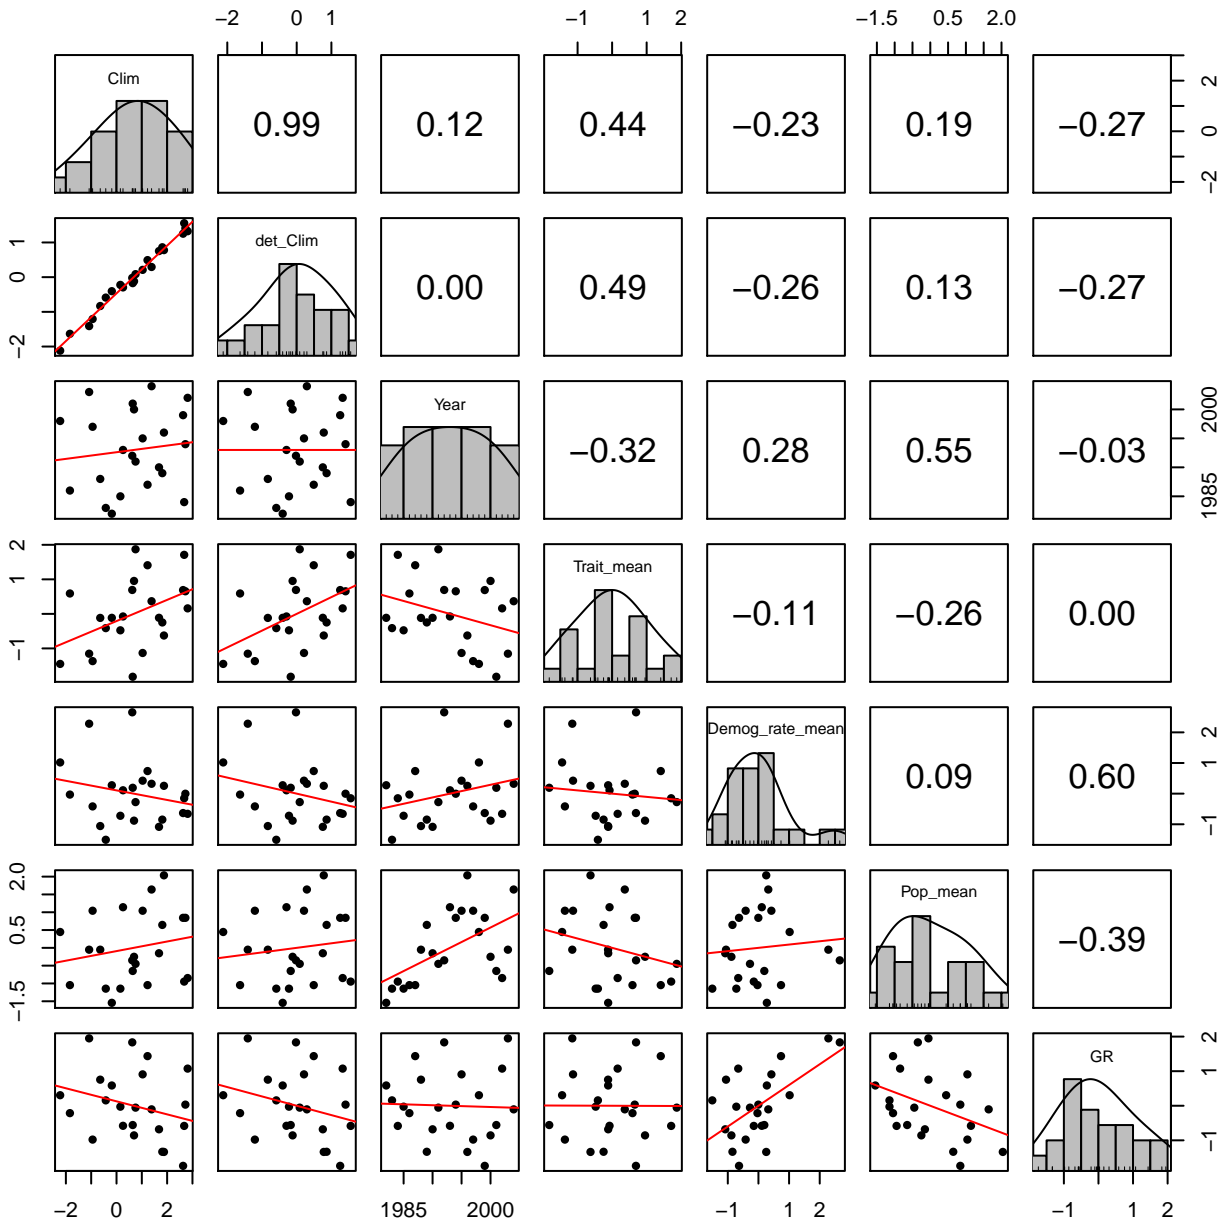 −2 0 1 −1 1 2 −1.5 0.5 2.0
Clim 0.99 0.12 0.44 −0.23 0.19 −0.27 −2 0 2
−2 0 1 det_Clim 0.00 0.49 −0.26 0.13 −0.27
Year −0.32 0.28 0.55 −0.03 1985 2000
−1 1 2 Trait_mean −0.11 −0.26 0.00
Demog_rate_mean 0.09 0.60 −1 1 2
−1.5 0.5 2.0 Pop_mean −0.39
GR −1 1 2
−2 0 2 1985 2000 −1 1 2 −1 1 2